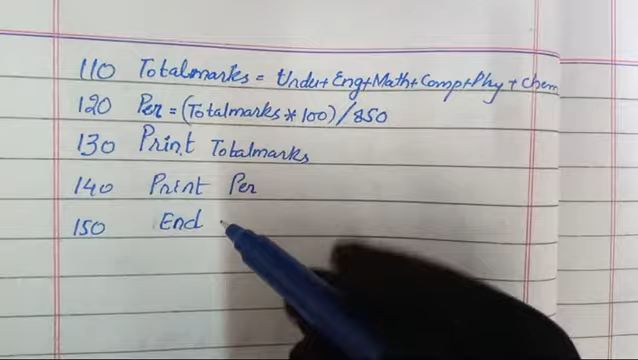 110 Totalmarks = Urdu+Eng+Math+Comp+Phy+Chem
120 Per = (Totalmarks * 100) / 850
130 Print Totalmarks
140 Print Per
150 End